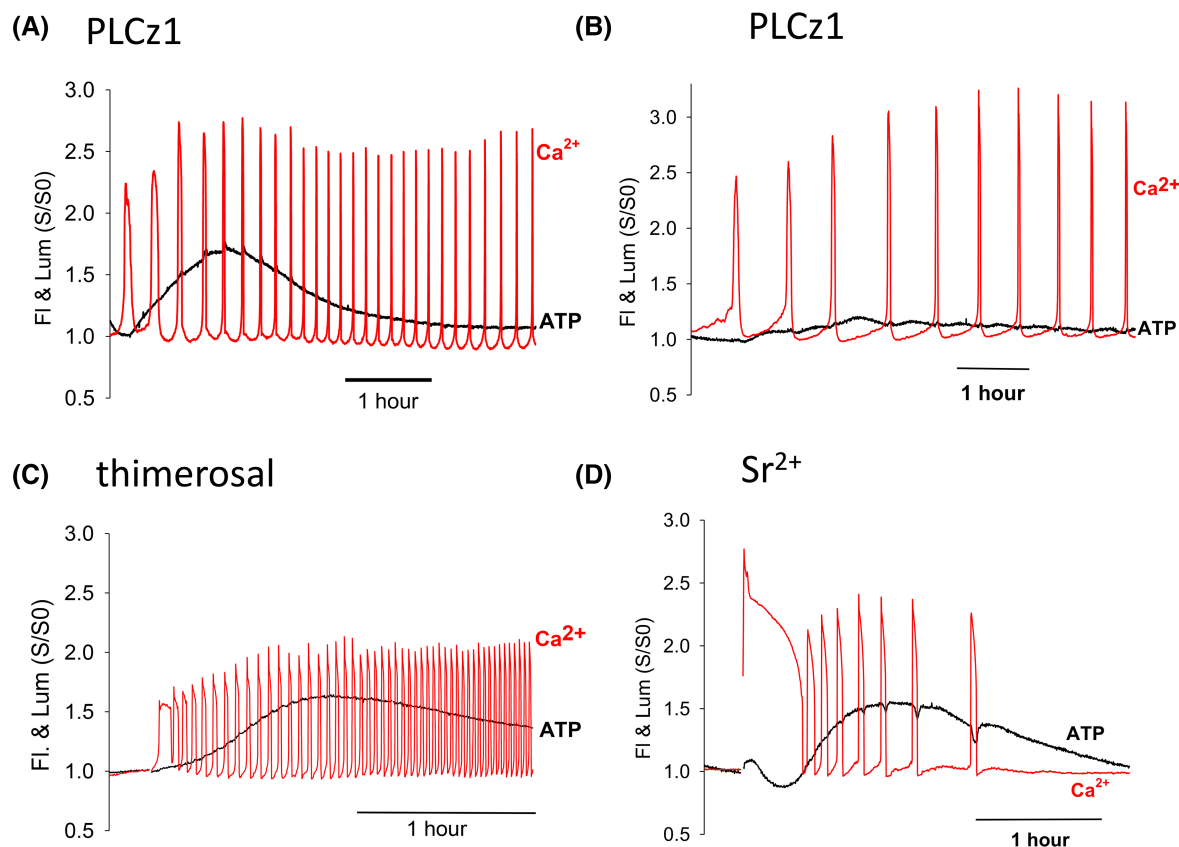 (A) PLCz1
3.0
2.5
2.0
1.5
1.0
0.5
Fl & Lum (S/S0)
Ca2+
ATP
1 hour
(B) PLCz1
3.0
2.5
2.0
1.5
1.0
0.5
Fl & Lum (S/S0)
Ca2+
ATP
1 hour
(C) thimerosal
3.0
2.5
2.0
1.5
1.0
0.5
Fl. & Lum (S/S0)
Ca2+
ATP
1 hour
(D) Sr2+
3.0
2.5
2.0
1.5
1.0
0.5
Fl & Lum (S/S0)
ATP
Ca2+
1 hour